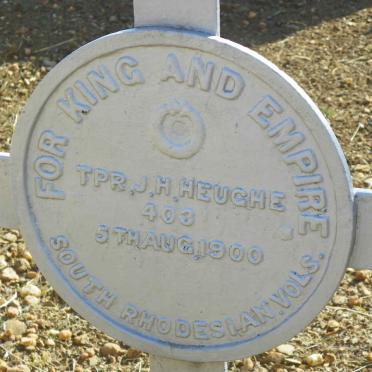 FOR KING AND EMPIRE.
TPR. J. H. HEUGHE
403
5TH. AUG. 1900
SOUTH RHODESIAN. VOLS.